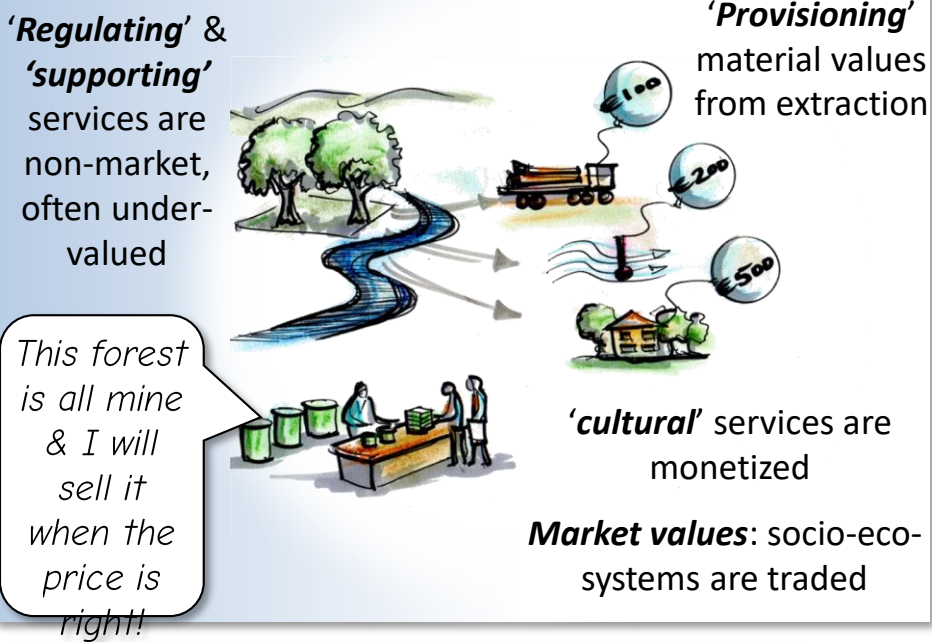 ‘Regulating’ &
‘supporting’
services are
non-market,
often under-
valued
‘Provisioning’
material values
from extraction
€100
€200
€500
This forest
is all mine
& I will
sell it
when the
price is
right!
‘cultural’ services are
monetized
Market values: socio-eco-
systems are traded